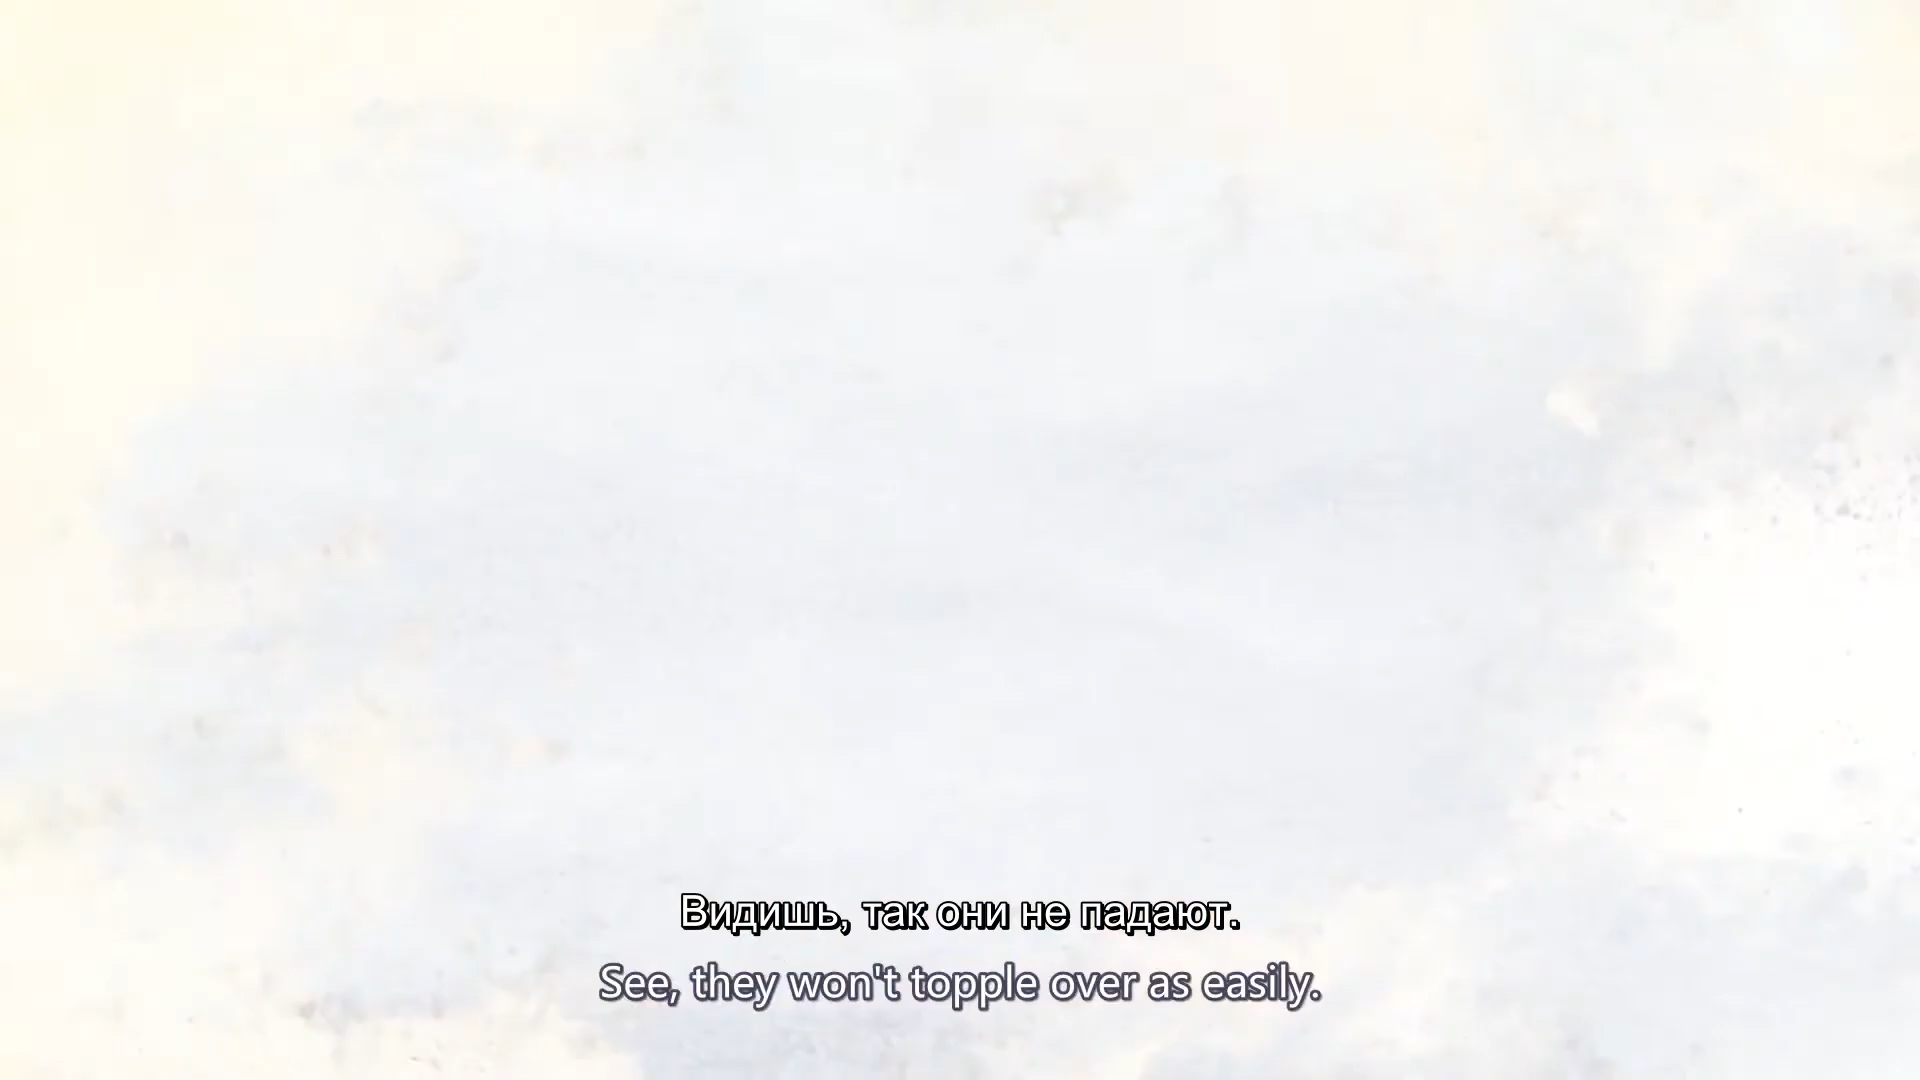 Видишь, так они не падают.
See, they won't topple over as easily.